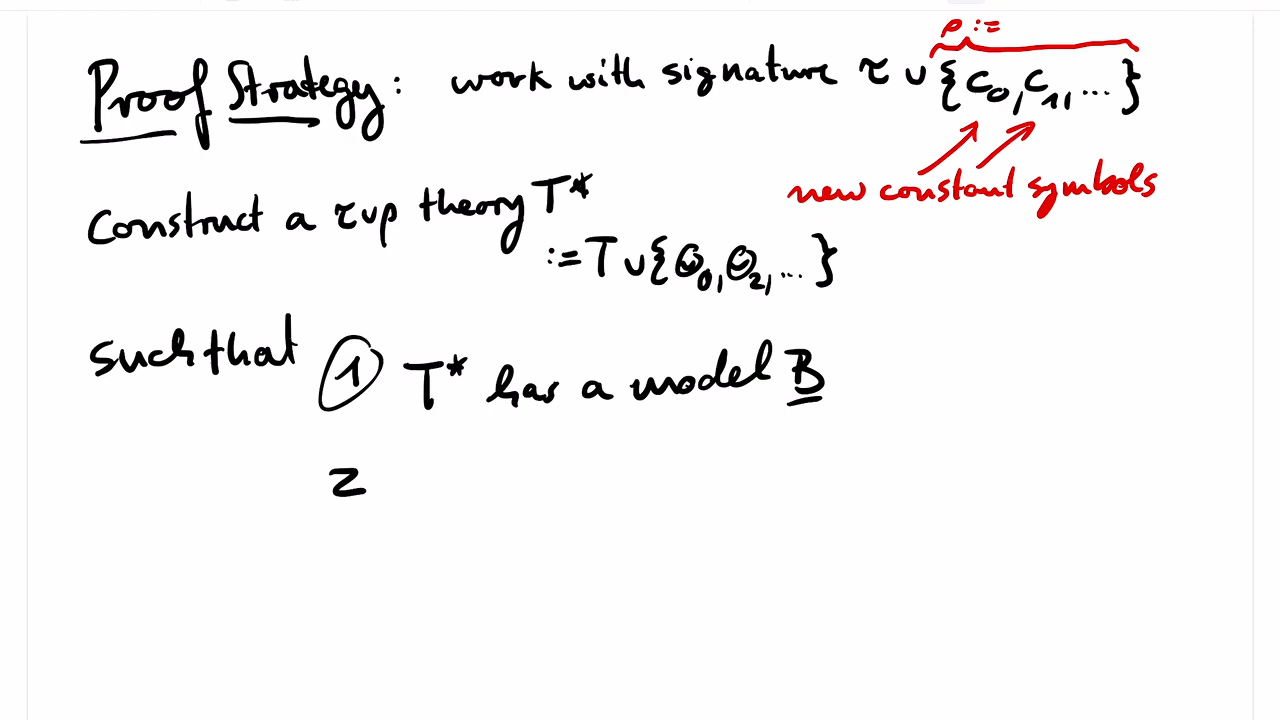 ρ :=
Proof Strategy: work with signature τ ∪ {c₀, c₁, ...}
new constant symbols
Construct a τ∪ρ theory T*
:= T ∪ {Θ₀, Θ₂, ...}
such that ① T* has a model B
2